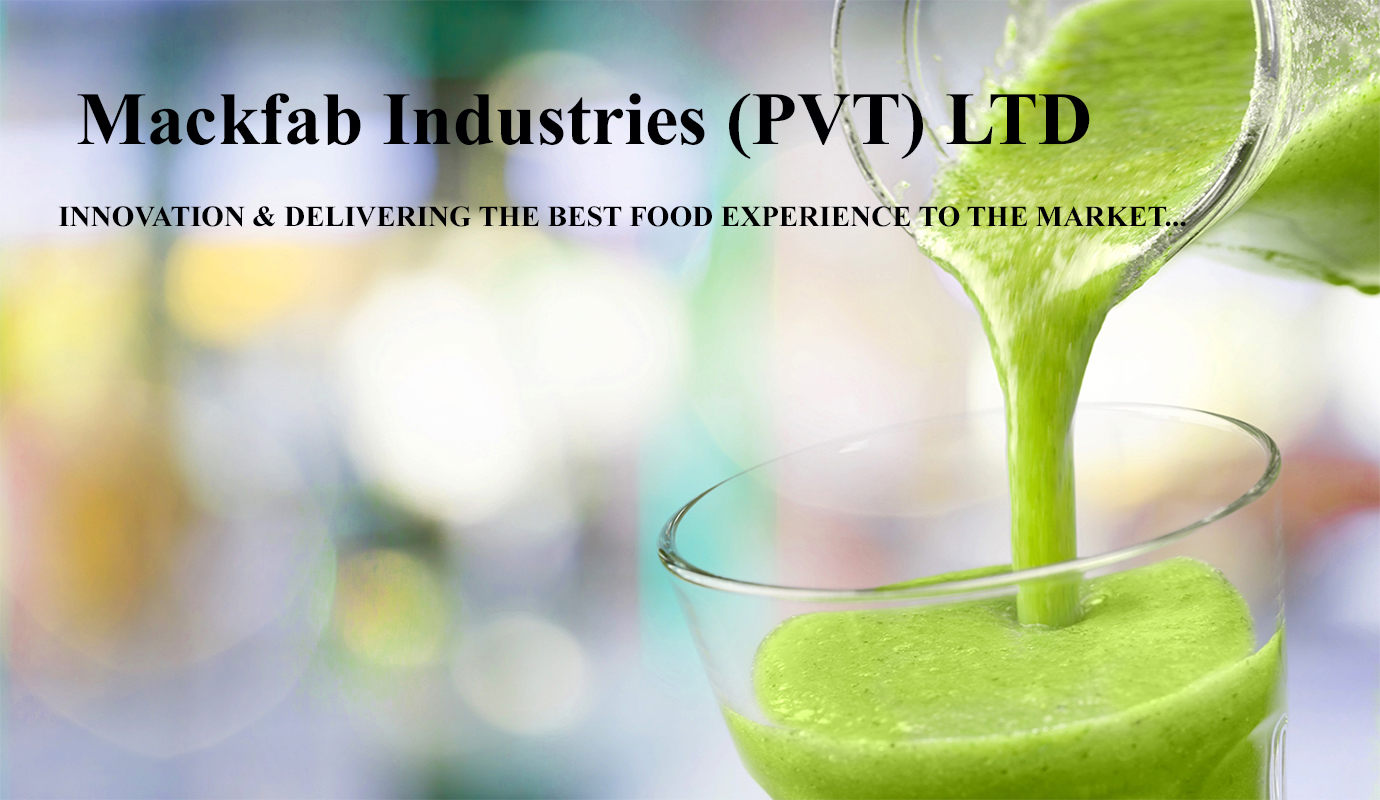 Mackfab Industries (PVT) LTD
INNOVATION & DELIVERING THE BEST FOOD EXPERIENCE TO THE MARKET...